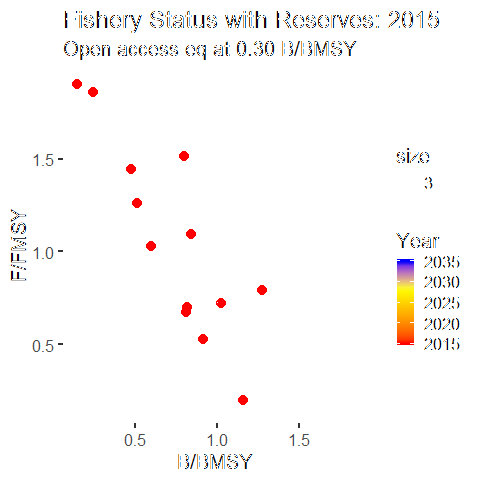 Fishery Status with Reserves: 2015
Open access eq at 0.30 B/BMSY
F/FMSY
1.5
1.0
0.5
0.5 1.0 1.5
B/BMSY
size
3
Year
2035
2030
2025
2020
2015